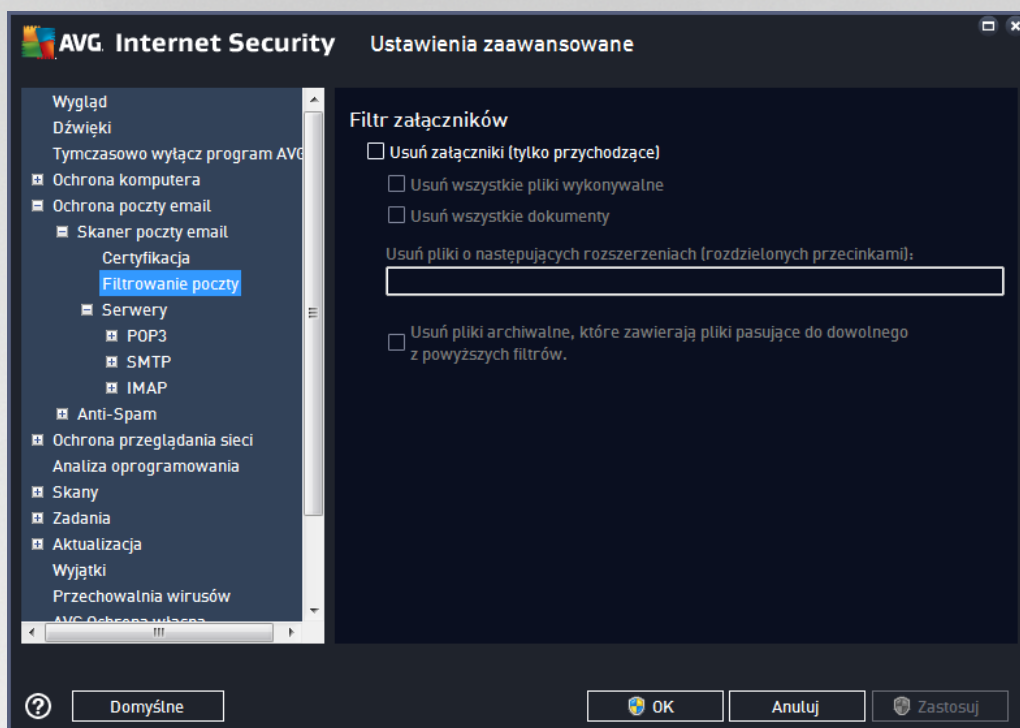 AVG. Internet Security Ustawienia zaawansowane
Wygląd
Dźwięki
Tymczasowo wyłącz program AVG
Ochrona komputera
Ochrona poczty email
Skaner poczty email
Certyfikacja
Filtrowanie poczty
Serwery
POP3
SMTP
IMAP
Anti-Spam
Ochrona przeglądania sieci
Analiza oprogramowania
Skany
Zadania
Aktualizacja
Wyjątki
Przechowalnia wirusów
AVG Ochrona własna
Filtr załączników
Usuń załączniki (tylko przychodzące)
Usuń wszystkie pliki wykonywalne
Usuń wszystkie dokumenty
Usuń pliki o następujących rozszerzeniach (rozdzielonych przecinkami):
Usuń pliki archiwalne, które zawierają pliki pasujące do dowolnego
z powyższych filtrów.
Domyślne
OK
Anuluj
Zastosuj